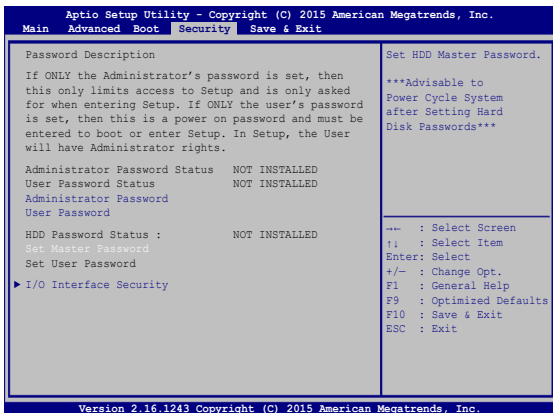 Aptio Setup Utility - Copyright (C) 2015 American Megatrends, Inc.
Main Advanced Boot Security Save & Exit
Password Description
If ONLY the Administrator's password is set, then
this only limits access to Setup and is only asked
for when entering Setup. If ONLY the user's password
is set, then this is a power on password and must be
entered to boot or enter Setup. In Setup, the User
will have Administrator rights.
Administrator Password Status NOT INSTALLED
User Password Status NOT INSTALLED
Administrator Password
User Password
HDD Password Status : NOT INSTALLED
Set Master Password
Set User Password
► I/O Interface Security
Set HDD Master Password.
***Advisable to
Power Cycle System
after Setting Hard
Disk Passwords***
→← : Select Screen
↑↓ : Select Item
Enter: Select
+/— : Change Opt.
F1 : General Help
F9 : Optimized Defaults
F10 : Save & Exit
ESC : Exit
Version 2.16.1243 Copyright (C) 2015 American Megatrends, Inc.